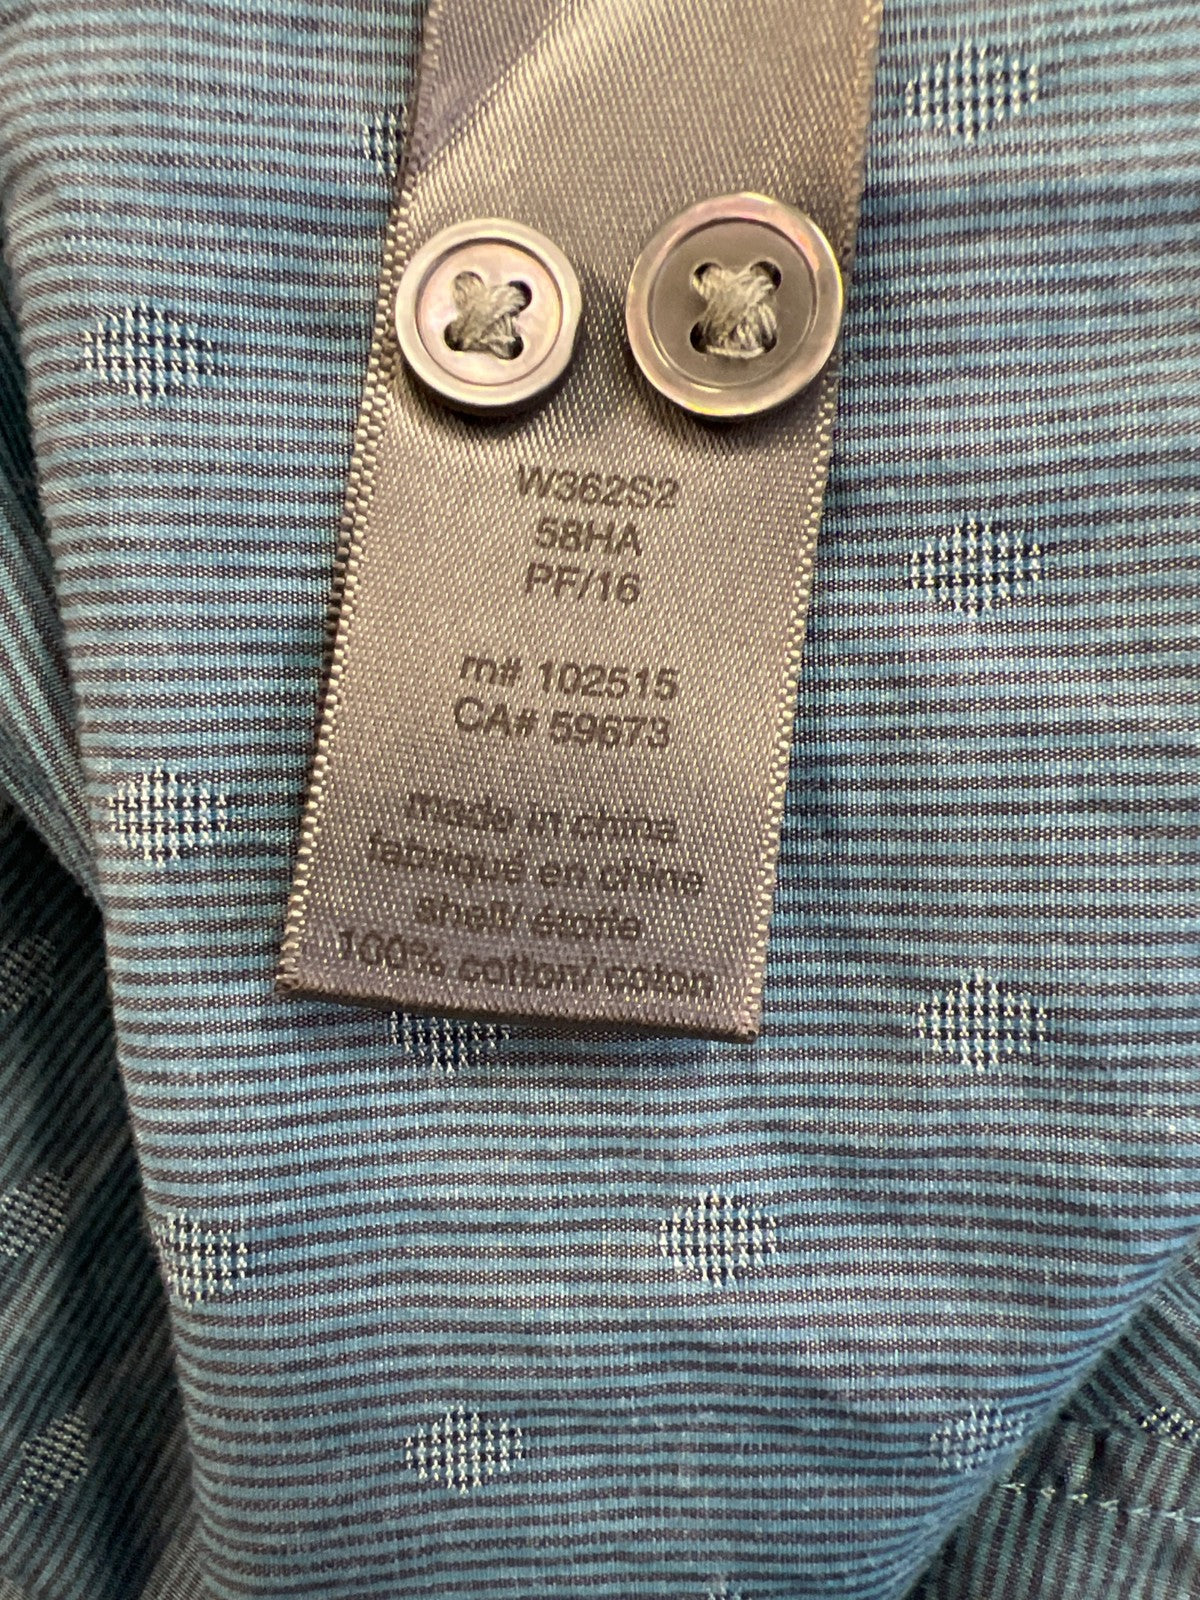 W362S2
58HA
PF/16
rn# 102515
CA# 59673
made in china
fabriqué en chine
shell/ étoffe
100% cotton/ coton